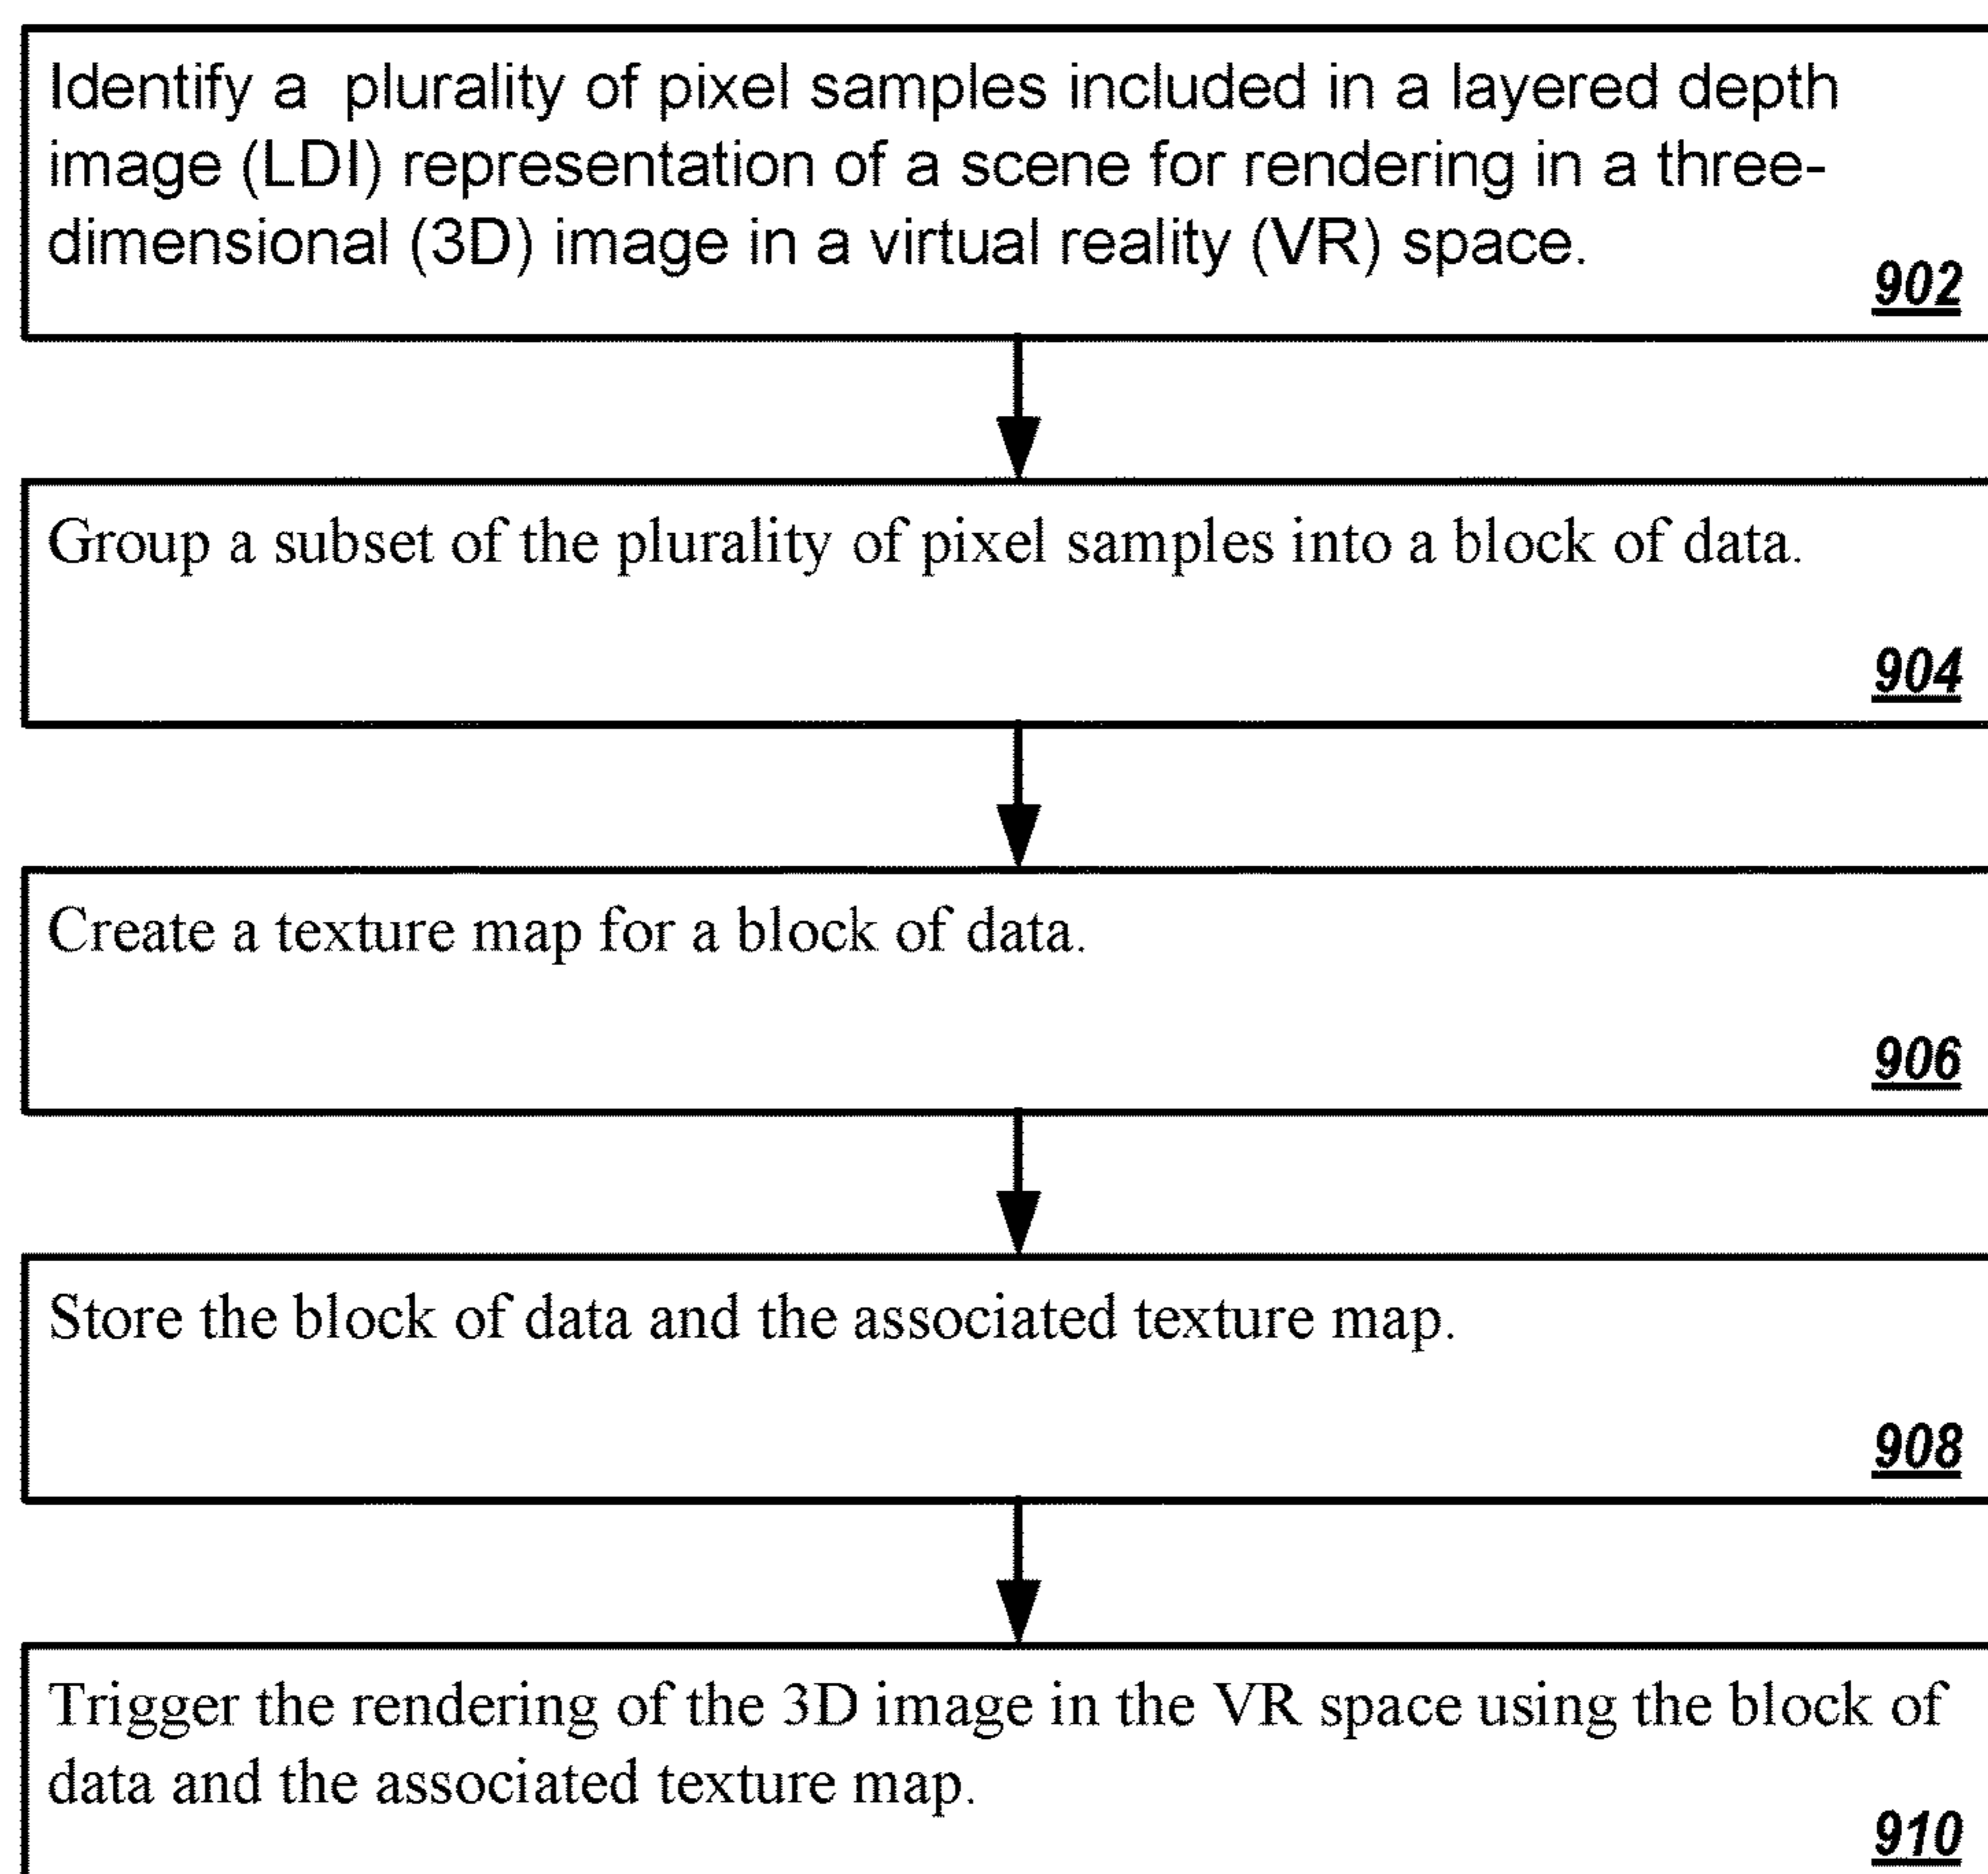 Identify a plurality of pixel samples included in a layered depth
image (LDI) representation of a scene for rendering in a three-
dimensional (3D) image in a virtual reality (VR) space.
902
Group a subset of the plurality of pixel samples into a block of data.
904
Create a texture map for a block of data.
906
Store the block of data and the associated texture map.
908
Trigger the rendering of the 3D image in the VR space using the block of
data and the associated texture map.
910